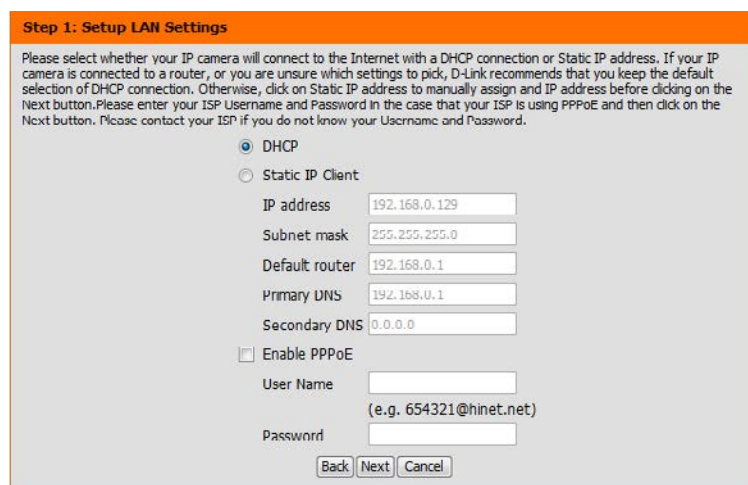 Step 1: Setup LAN Settings
Please select whether your IP camera will connect to the Internet with a DHCP connection or Static IP address. If your IP
camera is connected to a router, or you are unsure which settings to pick, D-Link recommends that you keep the default
selection of DHCP connection. Otherwise, click on Static IP address to manually assign and IP address before clicking on the
Next button.Please enter your ISP Username and Password in the case that your ISP is using PPPoE and then click on the
Next button. Please contact your ISP if you do not know your Username and Password.
DHCP
Static IP Client
IP address 192.168.0.129
Subnet mask 255.255.255.0
Default router 192.168.0.1
Primary DNS 192.168.0.1
Secondary DNS 0.0.0.0
Enable PPPoE
User Name
(e.g. 654321@hinet.net)
Password
Back Next Cancel